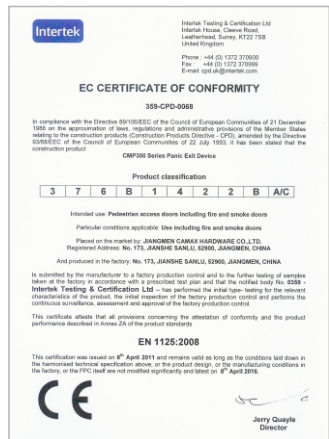 Intertek
Intertek Testing & Certification Ltd
Intertek House, Cleeve Road,
Leatherhead, Surrey, KT22 7SB
United Kingdom
Phone : +44 (0) 1372 370900
Fax : +44 (0) 1372 370999
E-mail cpd.uk@intertek.com
EC CERTIFICATE OF CONFORMITY
359-CPD-0068
In compliance with the Directive 89/106/EEC of the Council of European Communities of 21 December
1988 on the approximation of laws, regulations and administrative provisions of the Member States
relating to the construction products (Construction Products Directive - CPD), amended by the Directive
93/68/EEC of the Council of European Communities of 22 July 1993, it has been stated that the
construction product
CMP300 Series Panic Exit Device
Product classification
3 7 6 B 1 4 2 2 B A/C
Intended use: Pedestrian access doors including fire and smoke doors
Particular conditions applicable: Use including fire and smoke doors
Placed on the market by: JIANGMEN CAMAX HARDWARE CO.,LTD.
Registered Address: No. 173, JIANSHE SANLU, 52900, JIANGMEN, CHINA
And produced in the factory: No. 173, JIANSHE SANLU, 52900, JIANGMEN, CHINA
Is submitted by the manufacturer to a factory production control and to the further testing of samples
taken at the factory in accordance with a prescribed test plan and that the notified body No. 0359 -
Intertek Testing & Certification Ltd – has performed the initial type- testing for the relevant
characteristics of the product, the initial inspection of the factory production control and performs the
continuous surveillance, assessment and approval of the factory production control.
This certificate attests that all provisions concerning the attestation of conformity and the product
performance described in Annex ZA of the product standards
EN 1125:2008
This certification was issued on 8th April 2011 and remains valid as long as the conditions laid down in
the harmonised technical specification above, or the product design, or the manufacturing conditions in
the factory, or the FPC itself are not modified significantly and latest on 8th April 2016.
CE
Jerry Quayle
Director